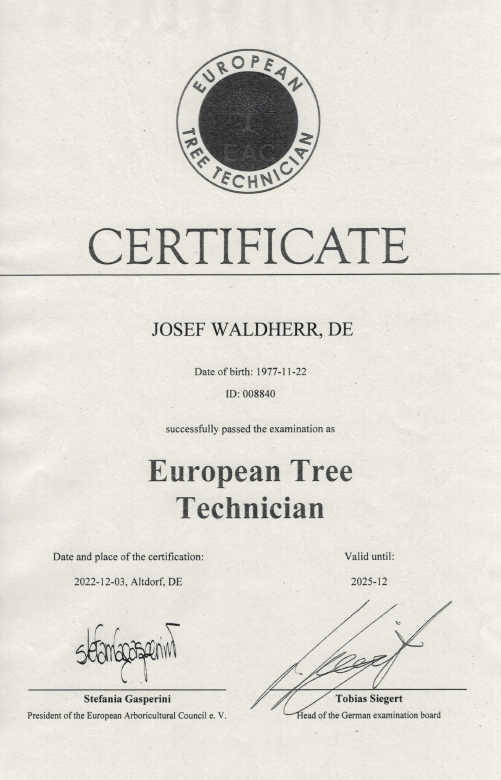 EUROPEAN
TREE TECHNICIAN
EAC
CERTIFICATE
JOSEF WALDHERR, DE
Date of birth: 1977-11-22
ID: 008840
successfully passed the examination as
European Tree
Technician
Date and place of the certification:
Valid until:
2022-12-03, Altdorf, DE
2025-12
stefaniagasperini
Stefania Gasperini
Tobias Siegert
President of the European Arboricultural Council e. V.
Head of the German examination board